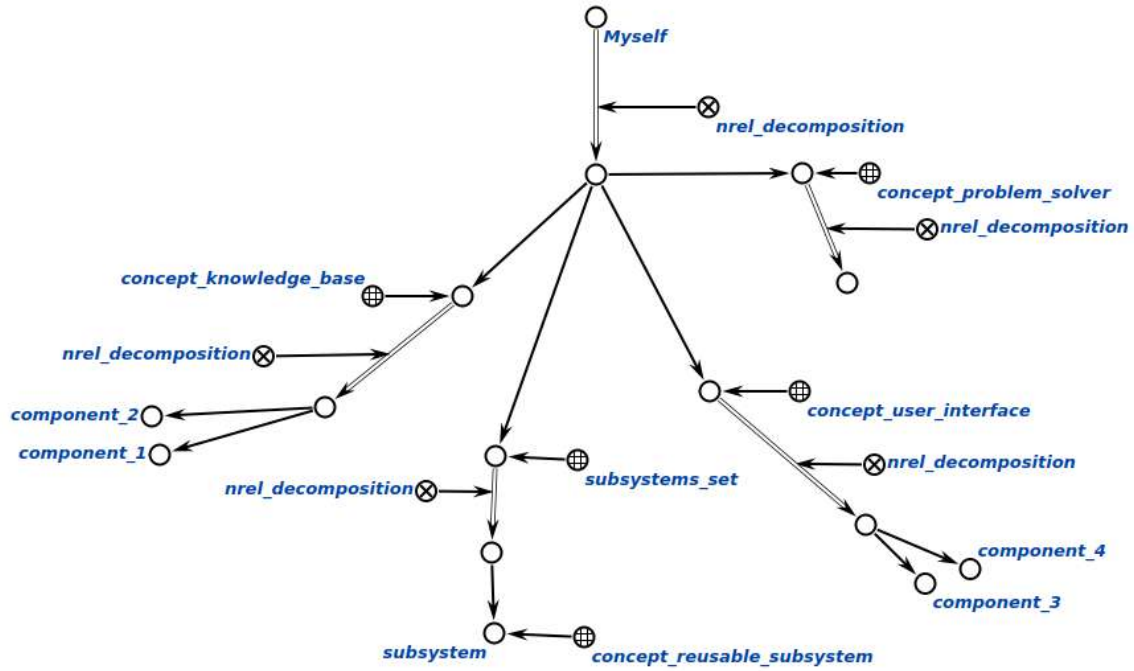 Myself
nrel_decomposition
concept_problem_solver
nrel_decomposition
concept_knowledge_base
nrel_decomposition
component_2
component_1
concept_user_interface
nrel_decomposition
subsystems_set
nrel_decomposition
component_4
component_3
subsystem
concept_reusable_subsystem